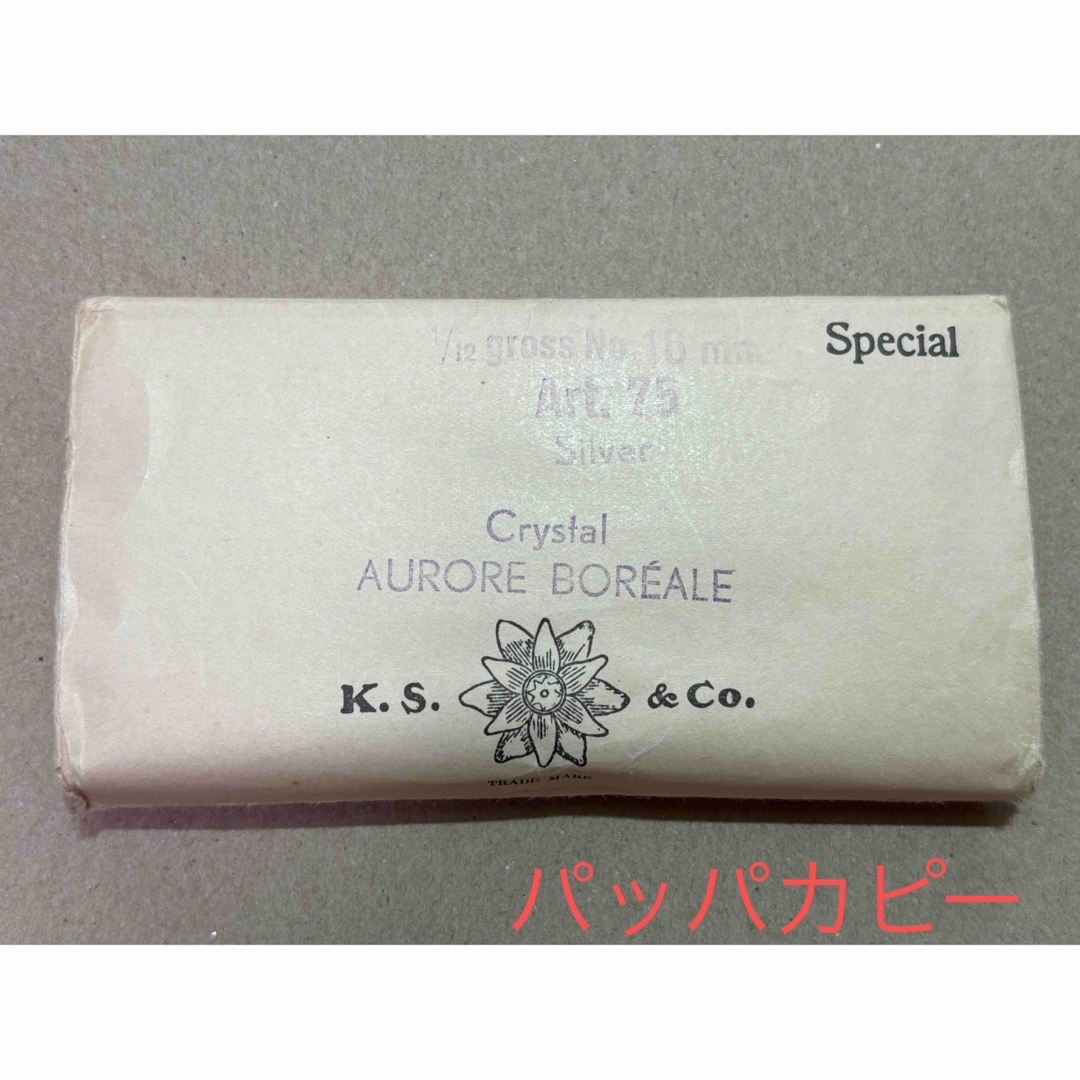 Special
1/12 gross No. 16 mm
Art. 75
Silver
Crystal
AURORE BORÉALE
K. S. & Co.
TRADE MARK
パッパカピー